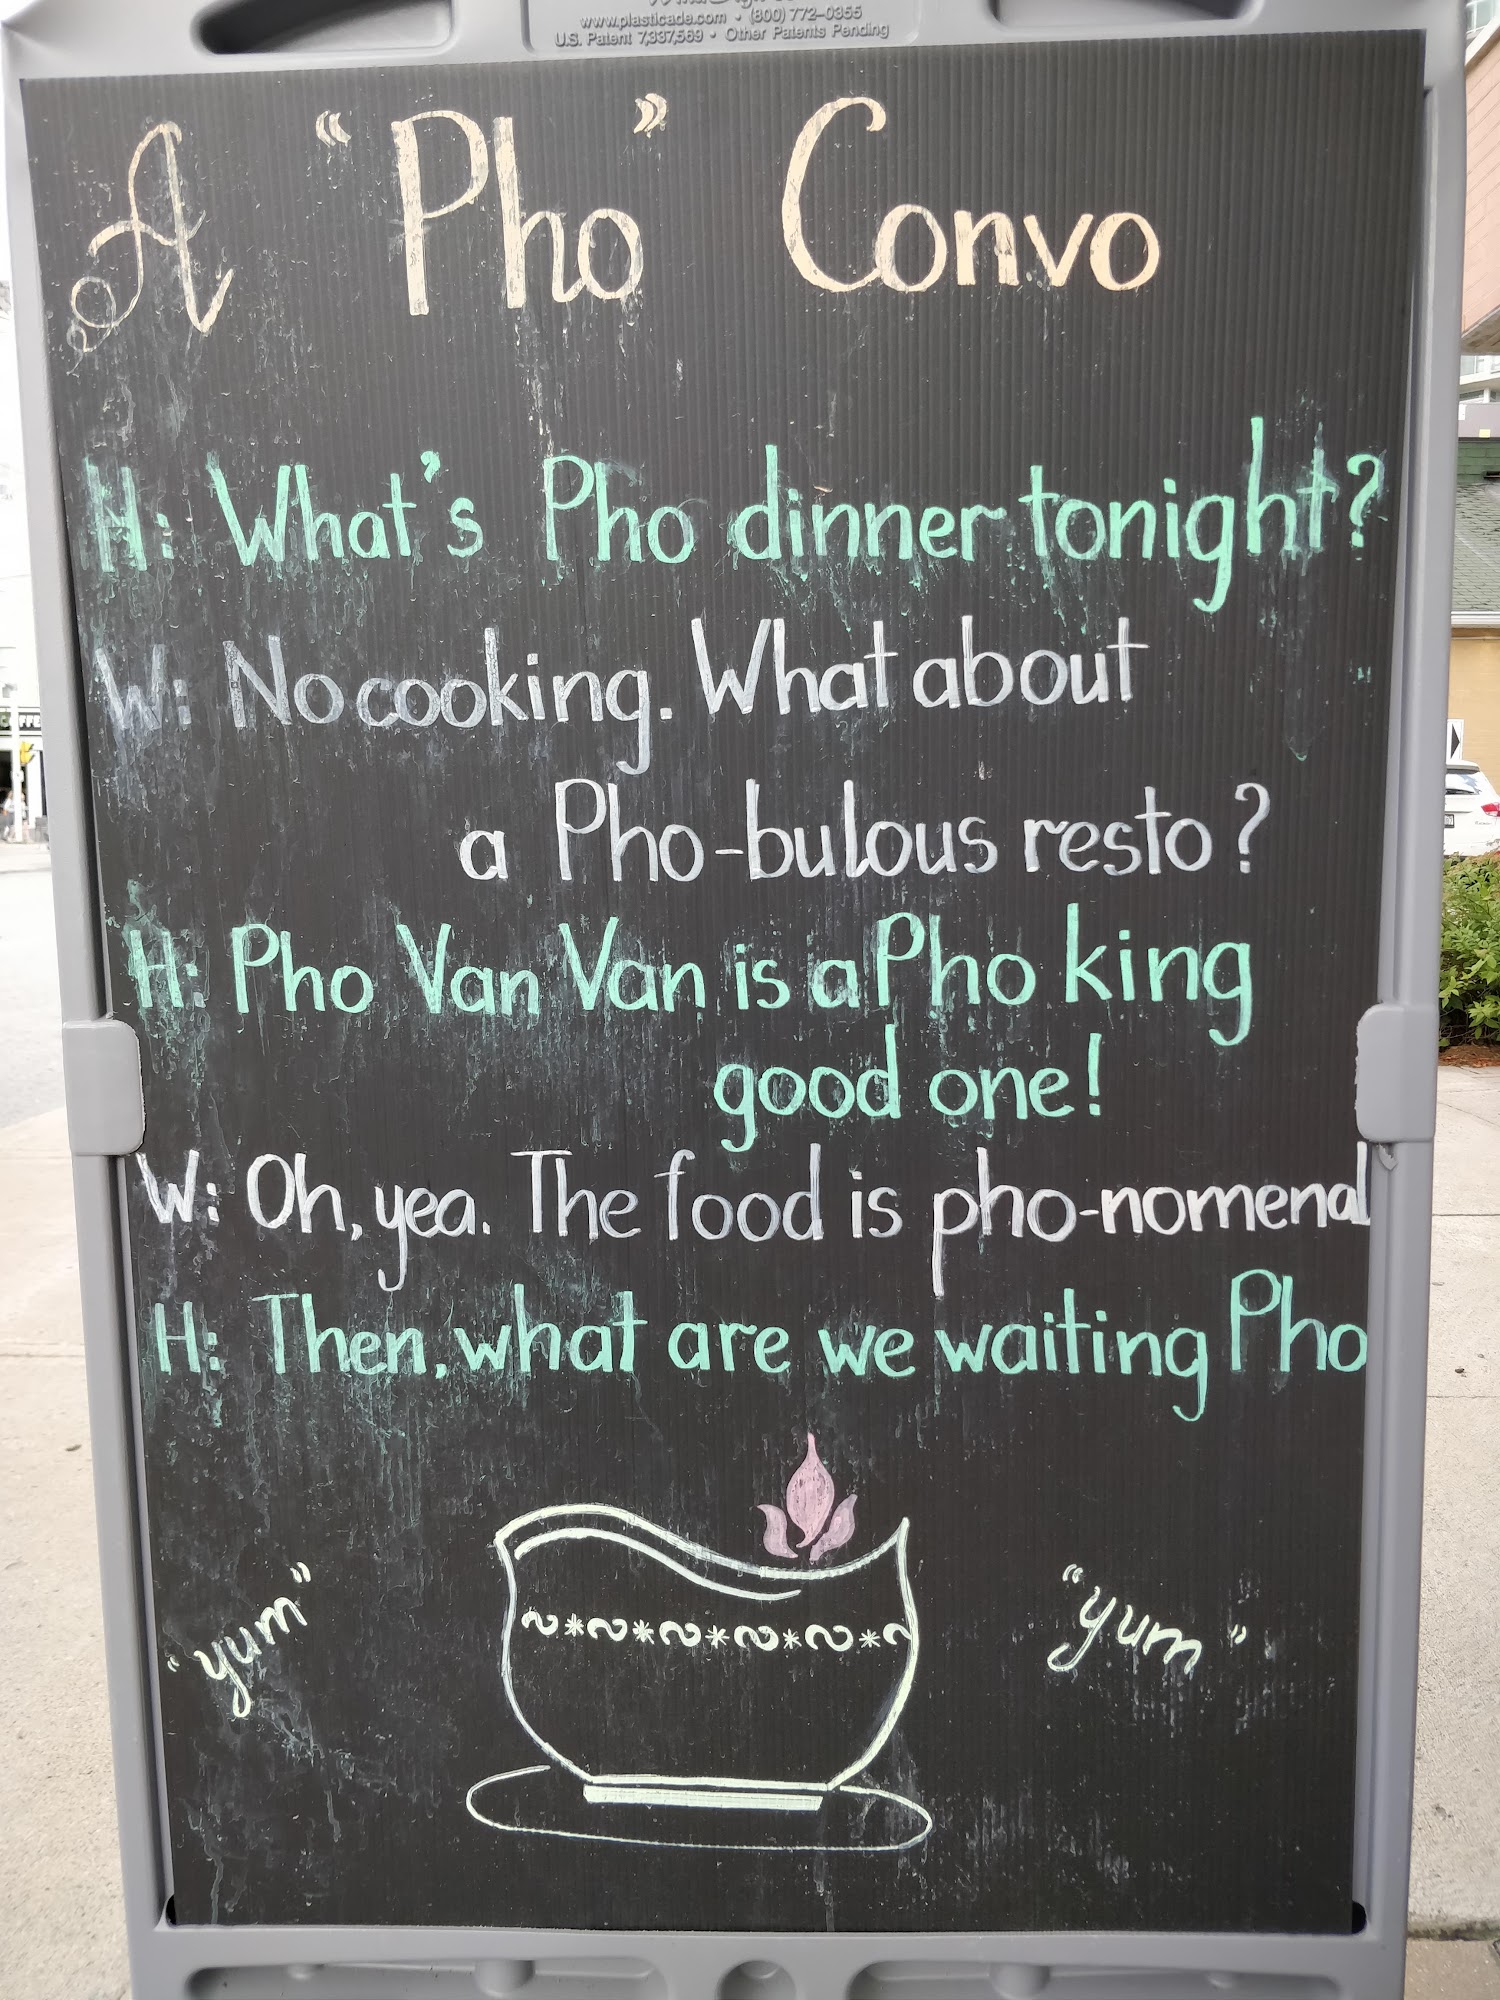 www.plasticade.com • (800) 772-0355
U.S. Patent 7,337,569 • Other Patents Pending
A "Pho" Convo
H: What's Pho dinner tonight?
W: No cooking. What about
a Pho-bulous resto?
H: Pho Van Van is a Pho king
good one!
W: Oh, yea. The food is pho-nomenal
H: Then, what are we waiting Pho
"yum"
"yum"